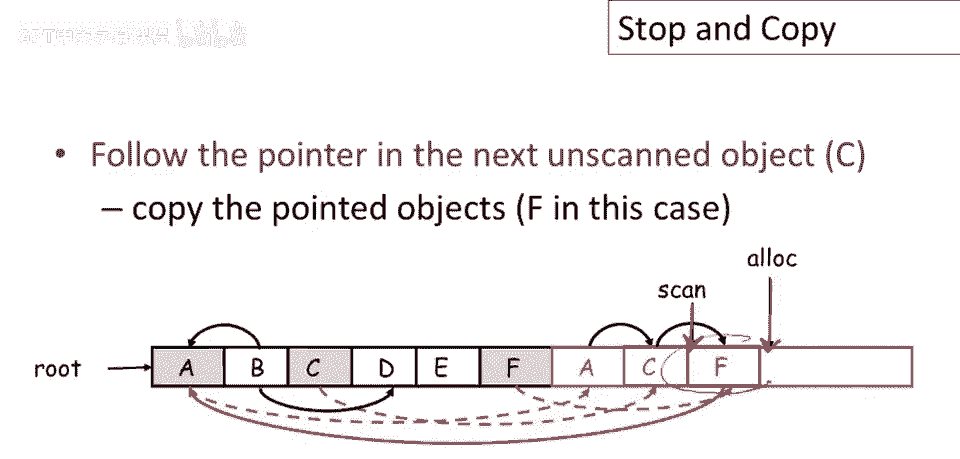 Stop and Copy
• Follow the pointer in the next unscanned object (C)
– copy the pointed objects (F in this case)
alloc
scan
root A B C D E F A C F